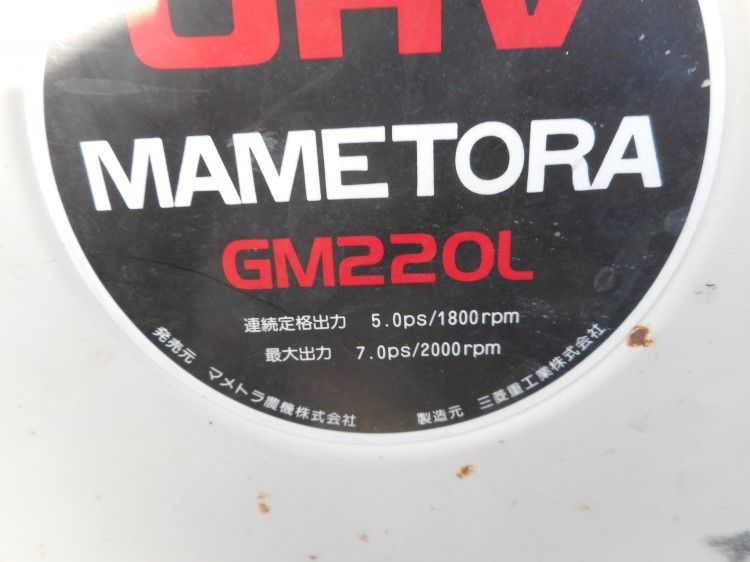 OHV
MAMETORA
GM220L
連続定格出力 5.0ps/1800rpm
最大出力 7.0ps/2000rpm
発売元 マメトラ農機株式会社 製造元 三菱重工業株式会社